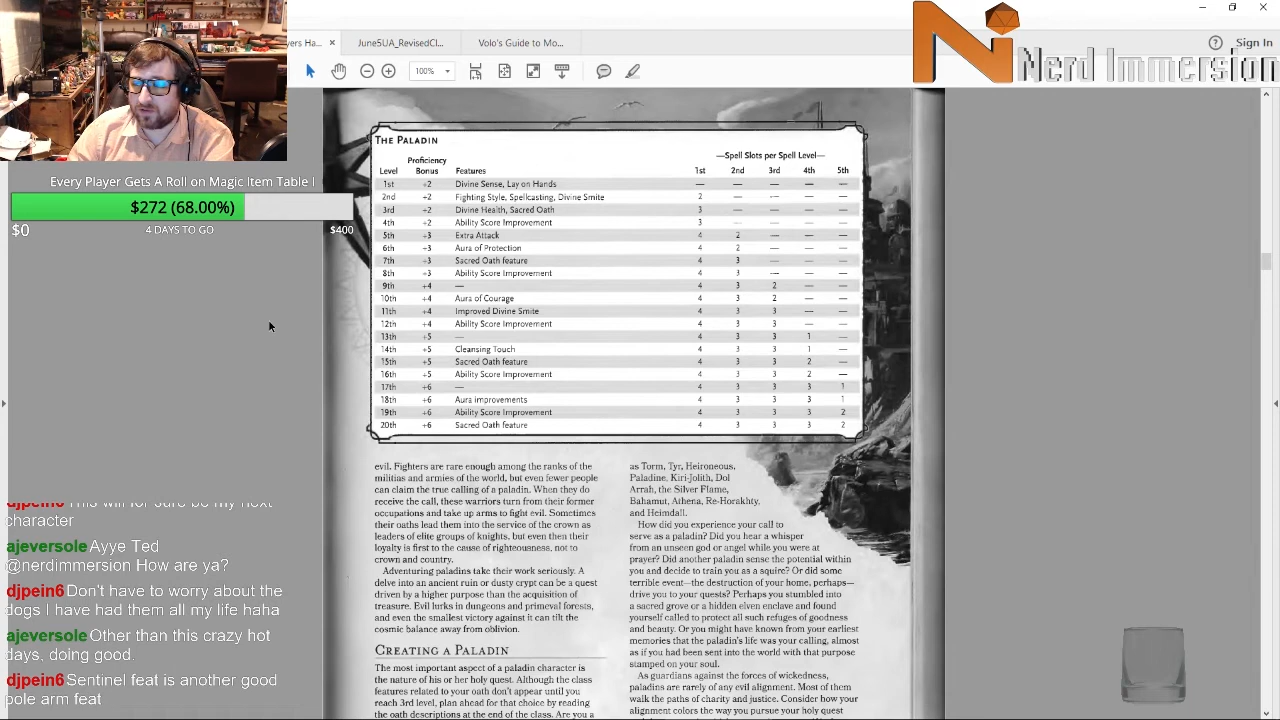 yers Ha...
June5UA_RevisedCl...
Volo's Guide to Mo...
Sign In
100%
Nerd Immersion
Every Player Gets A Roll on Magic Item Table I
$272 (68.00%)
$0 4 DAYS TO GO $400
THE PALADIN
—Spell Slots per Spell Level—
Proficiency
Level Bonus Features 1st 2nd 3rd 4th 5th
1st +2 Divine Sense, Lay on Hands — — — — —
2nd +2 Fighting Style, Spellcasting, Divine Smite 2 — — — —
3rd +2 Divine Health, Sacred Oath 3 — — — —
4th +2 Ability Score Improvement 3 — — — —
5th +3 Extra Attack 4 2 — — —
6th +3 Aura of Protection 4 2 — — —
7th +3 Sacred Oath feature 4 3 — — —
8th +3 Ability Score Improvement 4 3 — — —
9th +4 — 4 3 2 — —
10th +4 Aura of Courage 4 3 2 — —
11th +4 Improved Divine Smite 4 3 3 — —
12th +4 Ability Score Improvement 4 3 3 — —
13th +5 — 4 3 3 1 —
14th +5 Cleansing Touch 4 3 3 1 —
15th +5 Sacred Oath feature 4 3 3 2 —
16th +5 Ability Score Improvement 4 3 3 2 —
17th +6 — 4 3 3 3 1
18th +6 Aura improvements 4 3 3 3 1
19th +6 Ability Score Improvement 4 3 3 3 2
20th +6 Sacred Oath feature 4 3 3 3 2
evil. Fighters are rare enough among the ranks of the
militias and armies of the world, but even fewer people
can claim the true calling of a paladin. When they do
receive the call, these warriors turn from their former
occupations and take up arms to fight evil. Sometimes
their oaths lead them into the service of the crown as
leaders of elite groups of knights, but even then their
loyalty is first to the cause of righteousness, not to
crown and country.
Adventuring paladins take their work seriously. A
delve into an ancient ruin or dusty crypt can be a quest
driven by a higher purpose than the acquisition of
treasure. Evil lurks in dungeons and primeval forests,
and even the smallest victory against it can tilt the
cosmic balance away from oblivion.
CREATING A PALADIN
The most important aspect of a paladin character is
the nature of his or her holy quest. Although the class
features related to your oath don't appear until you
reach 3rd level, plan ahead for that choice by reading
the oath descriptions at the end of the class. Are you a
as Torm, Tyr, Heironeous,
Paladine, Kiri-Jolith, Dol
Arrah, the Silver Flame,
Bahamut, Athena, Re-Horakhty,
and Heimdall.
How did you experience your call to
serve as a paladin? Did you hear a whisper
from an unseen god or angel while you were at
prayer? Did another paladin sense the potential within
you and decide to train you as a squire? Or did some
terrible event—the destruction of your home, perhaps—
drive you to your quests? Perhaps you stumbled into
a sacred grove or a hidden elven enclave and found
yourself called to protect all such refuges of goodness
and beauty. Or you might have known from your earliest
memories that the paladin's life was your calling, almost
as if you had been sent into the world with that purpose
stamped on your soul.
As guardians against the forces of wickedness,
paladins are rarely of any evil alignment. Most of them
walk the paths of charity and justice. Consider how your
alignment colors the way you pursue your holy quest
djpein6 This will for sure be my next
character
ajeversole Ayye Ted
@nerdimmersion How are ya?
djpein6 Don't have to worry about the
dogs I have had them all my life haha
ajeversole Other than this crazy hot
days, doing good.
djpein6 Sentinel feat is another good
pole arm feat